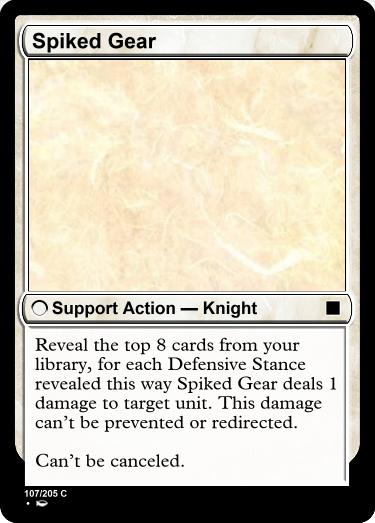 Spiked Gear
Support Action — Knight
Reveal the top 8 cards from your
library, for each Defensive Stance
revealed this way Spiked Gear deals 1
damage to target unit. This damage
can't be prevented or redirected.
Can't be canceled.
107/205 C